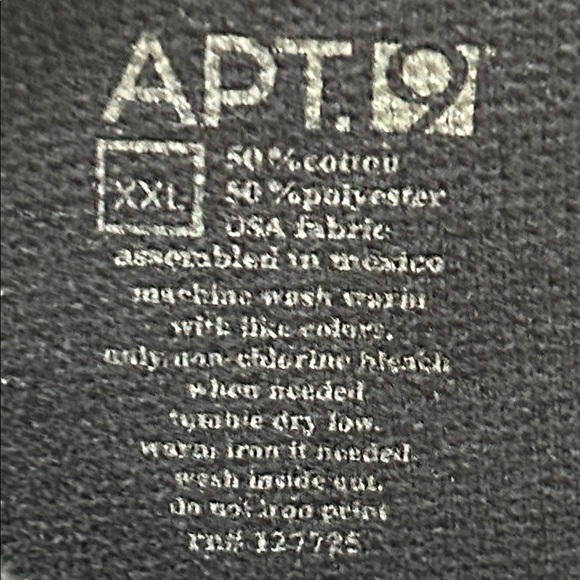 APT. 9
XXL
50%cotton
50%polyester
USA fabric
assembled in mexico
machine wash warm
with like colors.
only non-chlorine bleach
when needed
tumble dry low.
warm iron if needed.
wash inside out.
do not iron print
rn# 127725